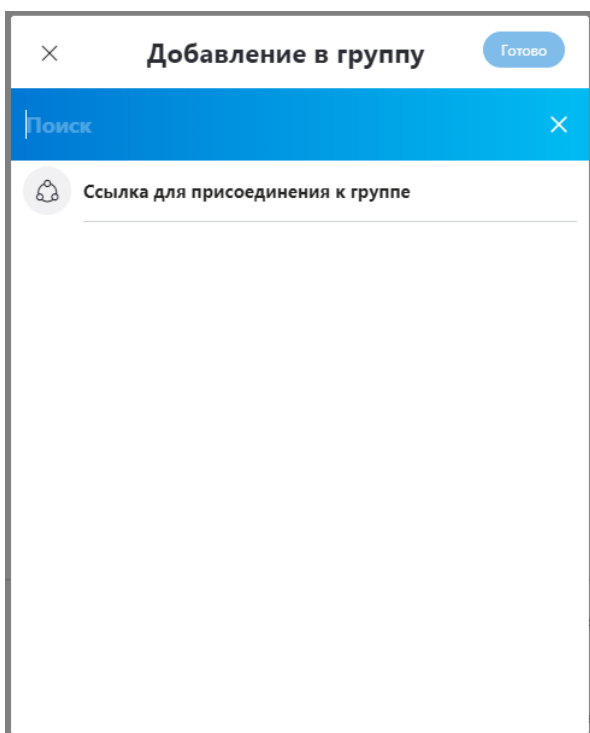 Добавление в группу
Готово
Поиск
Ссылка для присоединения к группе